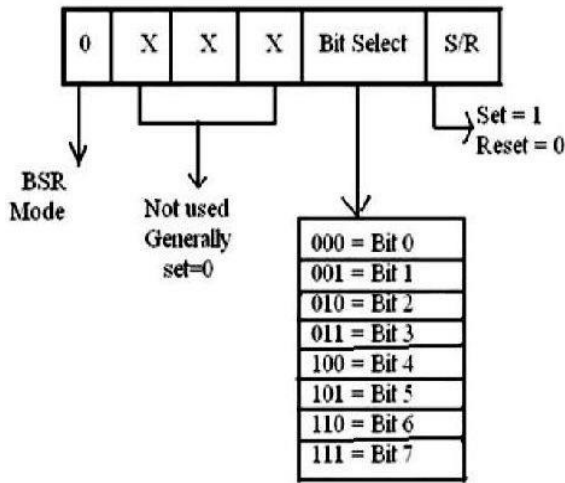 0 X X X Bit Select S/R
Set = 1
Reset = 0
BSR
Mode
Not used
Generally
set=0
000 = Bit 0
001 = Bit 1
010 = Bit 2
011 = Bit 3
100 = Bit 4
101 = Bit 5
110 = Bit 6
111 = Bit 7